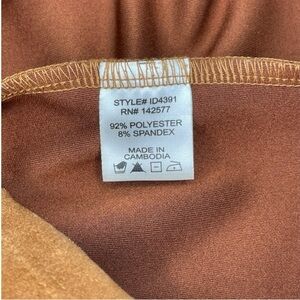 STYLE# ID4391
RN# 142577
92% POLYESTER
8% SPANDEX
MADE IN
CAMBODIA